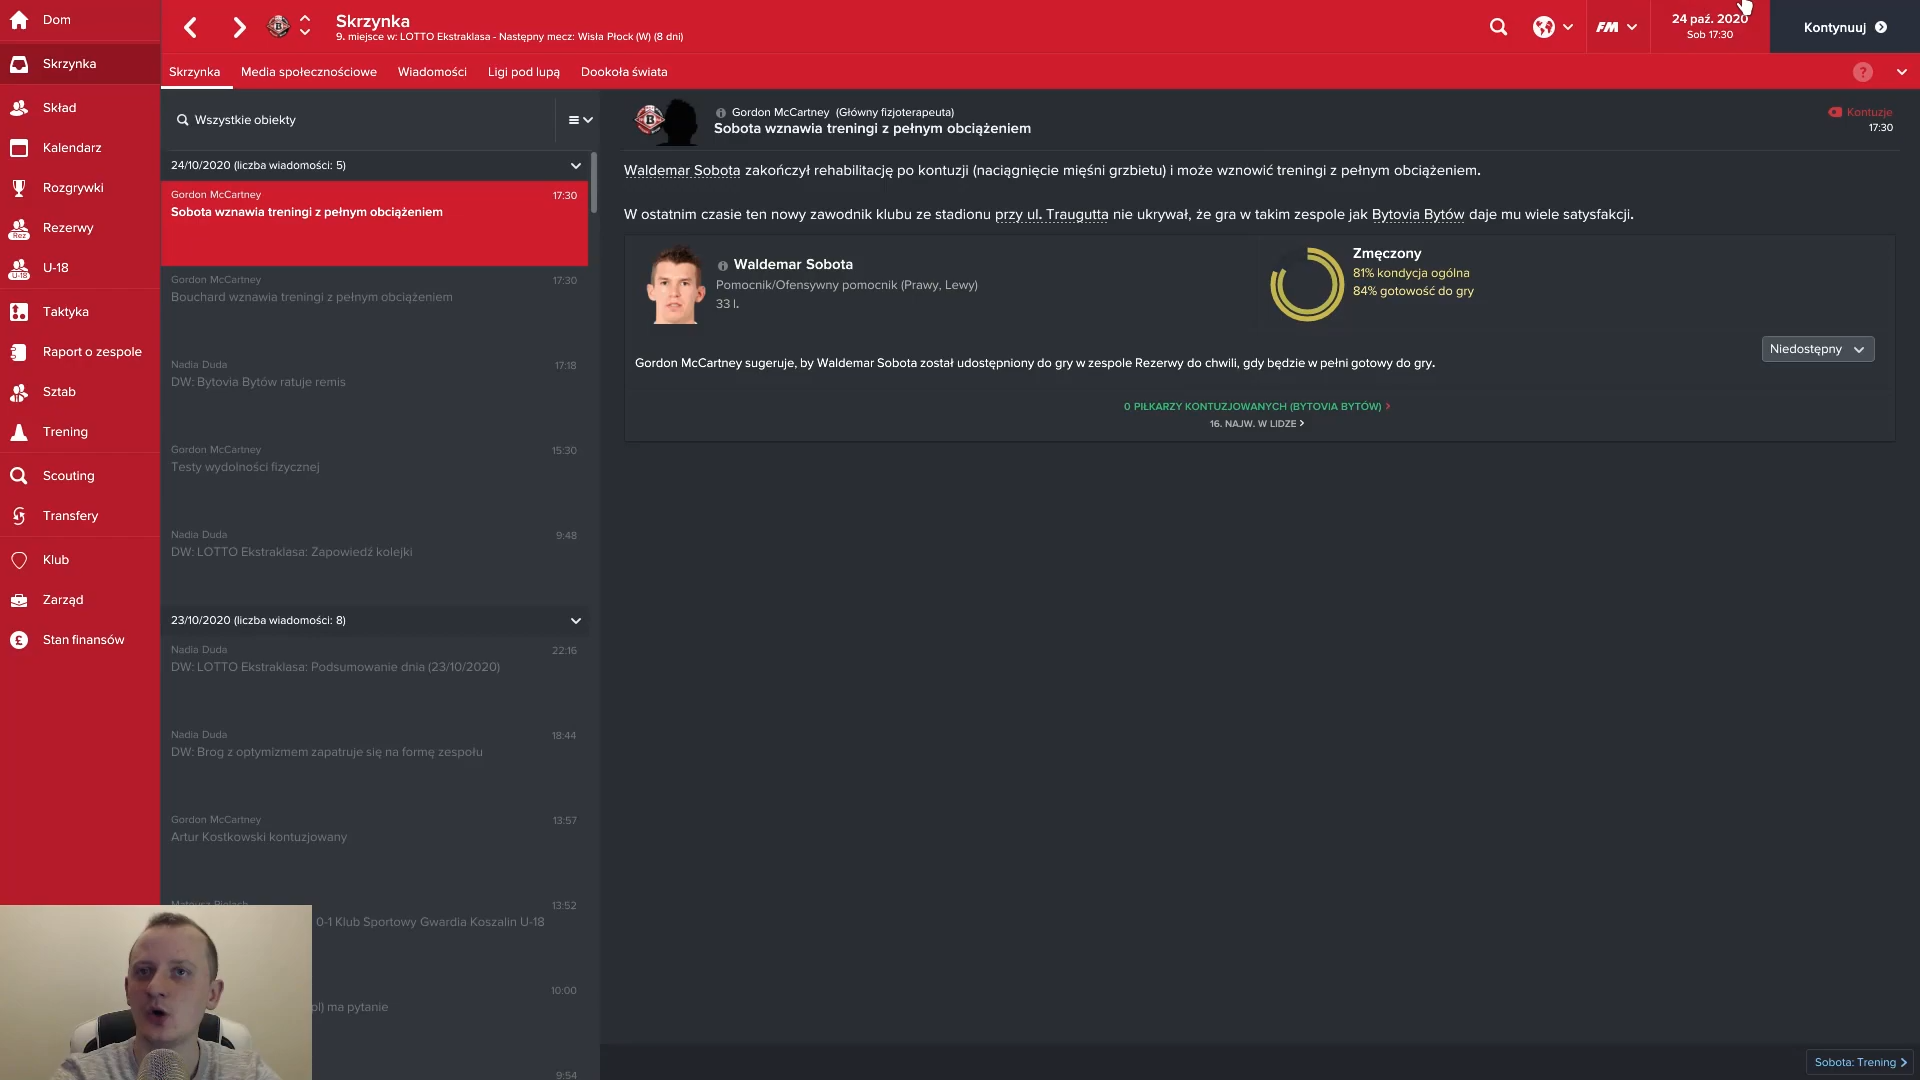 Dom
Skrzynka
Skład
Kalendarz
Rozgrywki
Rezerwy
Rez
U-18
U-18
Taktyka
Raport o zespole
Sztab
Trening
Scouting
Transfery
Klub
Zarząd
Stan finansów
Skrzynka
9. miejsce w: LOTTO Ekstraklasa - Następny mecz: Wisła Płock (W) (8 dni)
FM
24 paź. 2020
Sob 17:30
Kontynuuj
Skrzynka
Media społecznościowe
Wiadomości
Ligi pod lupą
Dookoła świata
?
Wszystkie obiekty
24/10/2020 (liczba wiadomości: 5)
Gordon McCartney 17:30
Sobota wznawia treningi z pełnym obciążeniem
Gordon McCartney 17:30
Bouchard wznawia treningi z pełnym obciążeniem
Nadia Duda 17:18
DW: Bytovia Bytów ratuje remis
Gordon McCartney 15:30
Testy wydolności fizycznej
Nadia Duda 9:48
DW: LOTTO Ekstraklasa: Zapowiedź kolejki
23/10/2020 (liczba wiadomości: 8)
Nadia Duda 22:16
DW: LOTTO Ekstraklasa: Podsumowanie dnia (23/10/2020)
Nadia Duda 18:44
DW: Brog z optymizmem zapatruje się na formę zespołu
Gordon McCartney 13:57
Artur Kostkowski kontuzjowany
13:52
0-1 Klub Sportowy Gwardia Koszalin U-18
10:00
pl) ma pytanie
9:54
Gordon McCartney (Główny fizjoterapeuta)
Sobota wznawia treningi z pełnym obciążeniem
Kontuzje
17:30
Waldemar Sobota zakończył rehabilitację po kontuzji (naciągnięcie mięśni grzbietu) i może wznowić treningi z pełnym obciążeniem.
W ostatnim czasie ten nowy zawodnik klubu ze stadionu przy ul. Traugutta nie ukrywał, że gra w takim zespole jak Bytovia Bytów daje mu wiele satysfakcji.
Waldemar Sobota
Pomocnik/Ofensywny pomocnik (Prawy, Lewy)
33 l.
Zmęczony
81% kondycja ogólna
84% gotowość do gry
Gordon McCartney sugeruje, by Waldemar Sobota został udostępniony do gry w zespole Rezerwy do chwili, gdy będzie w pełni gotowy do gry.
Niedostępny
0 PIŁKARZY KONTUZJOWANYCH (BYTOVIA BYTÓW)
16. NAJW. W LIDZE
Sobota: Trening